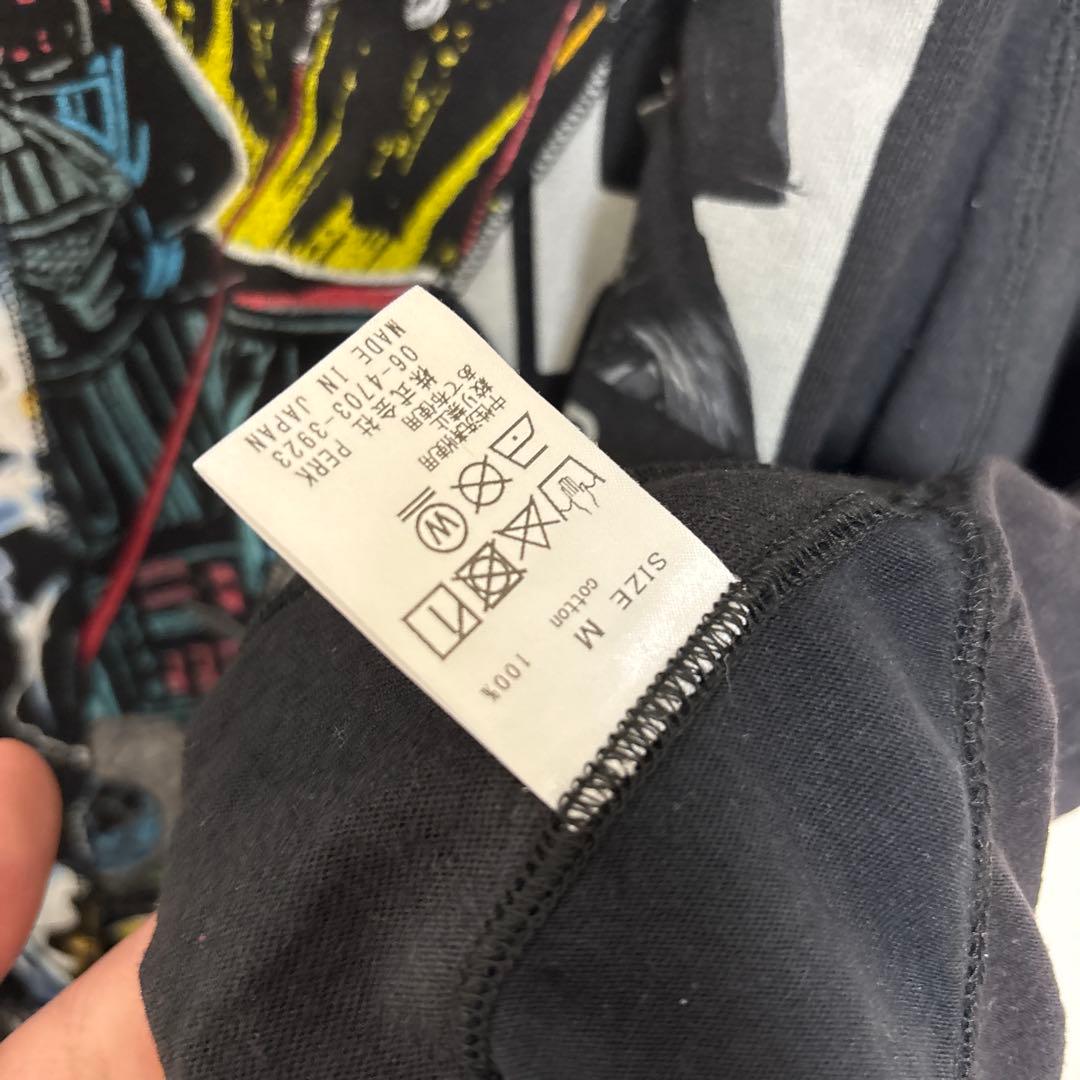 SIZE M
cotton 100%
W
中性洗剤使用
絞り禁止
あて布使用
株式会社 PERK
06-4703-3923
MADE IN JAPAN